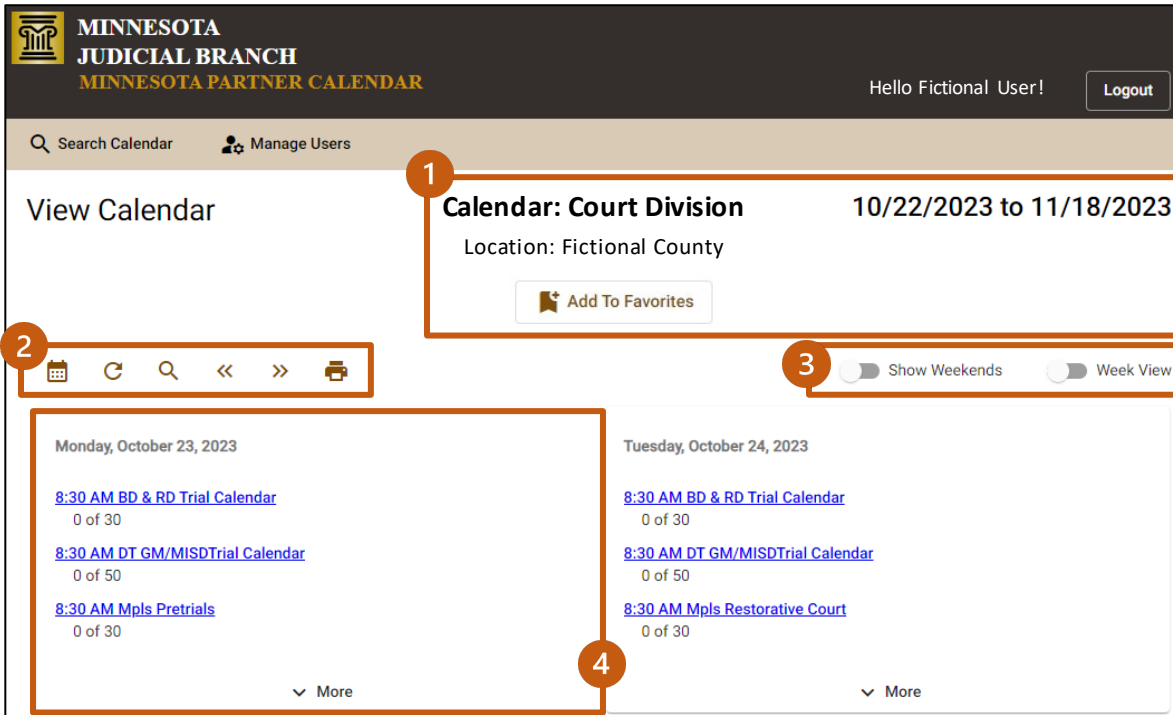 MINNESOTA
JUDICIAL BRANCH
MINNESOTA PARTNER CALENDAR
Hello Fictional User!
Logout
Search Calendar
Manage Users
1
View Calendar
Calendar: Court Division
10/22/2023 to 11/18/2023
Location: Fictional County
Add To Favorites
2
3
Show Weekends
Week View
Monday, October 23, 2023
8:30 AM BD & RD Trial Calendar
0 of 30
8:30 AM DT GM/MISDTrial Calendar
0 of 50
8:30 AM Mpls Pretrials
0 of 30
More
4
Tuesday, October 24, 2023
8:30 AM BD & RD Trial Calendar
0 of 30
8:30 AM DT GM/MISDTrial Calendar
0 of 50
8:30 AM Mpls Restorative Court
0 of 30
More